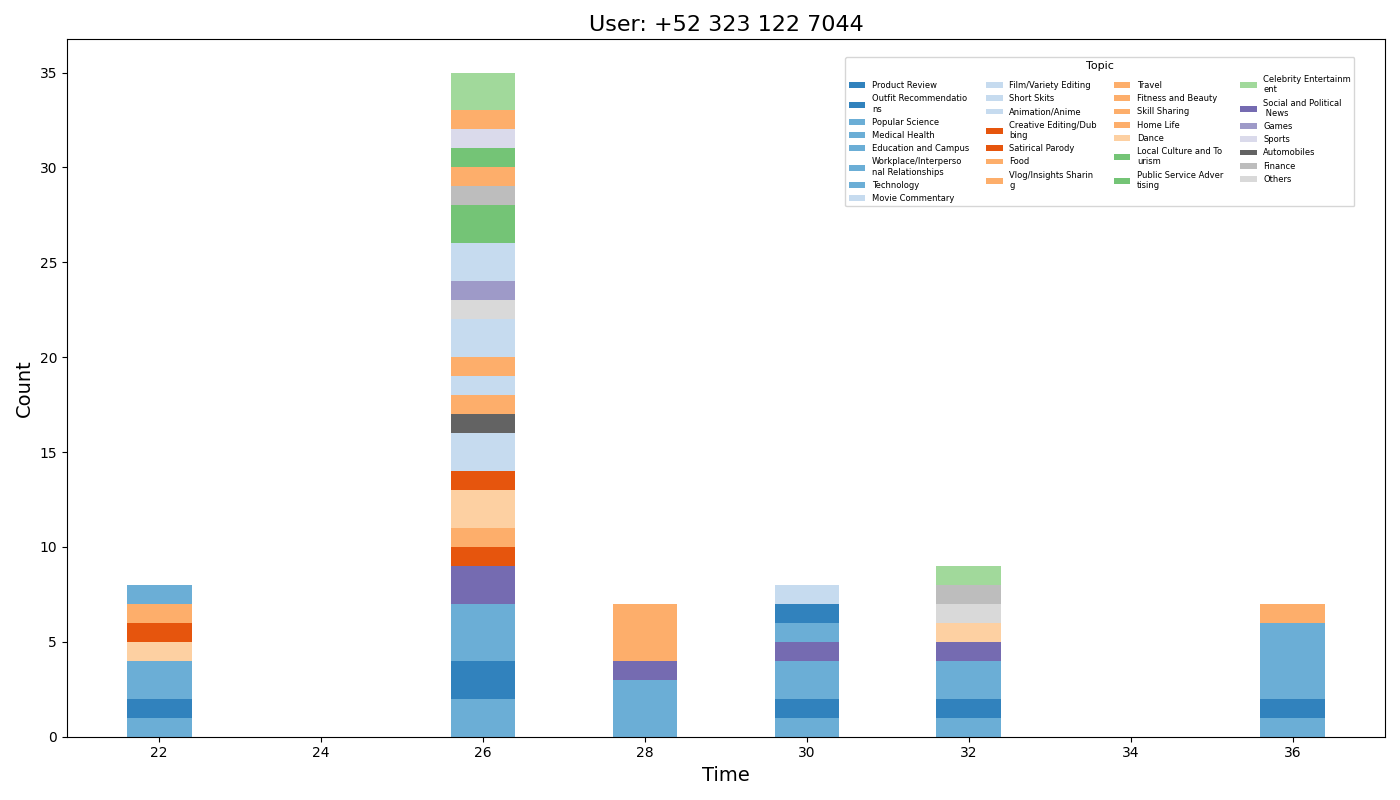 User: +52 323 122 7044
Topic
Product Review
Outfit Recommendatio
ns
Popular Science
Medical Health
Education and Campus
Workplace/Interperso
nal Relationships
Technology
Movie Commentary
Film/Variety Editing
Short Skits
Animation/Anime
Creative Editing/Dub
bing
Satirical Parody
Food
Vlog/Insights Sharin
g
Travel
Fitness and Beauty
Skill Sharing
Home Life
Dance
Local Culture and To
urism
Public Service Adver
tising
Celebrity Entertainm
ent
Social and Political
News
Games
Sports
Automobiles
Finance
Others
Count
35
30
25
20
15
10
5
0
22 24 26 28 30 32 34 36
Time